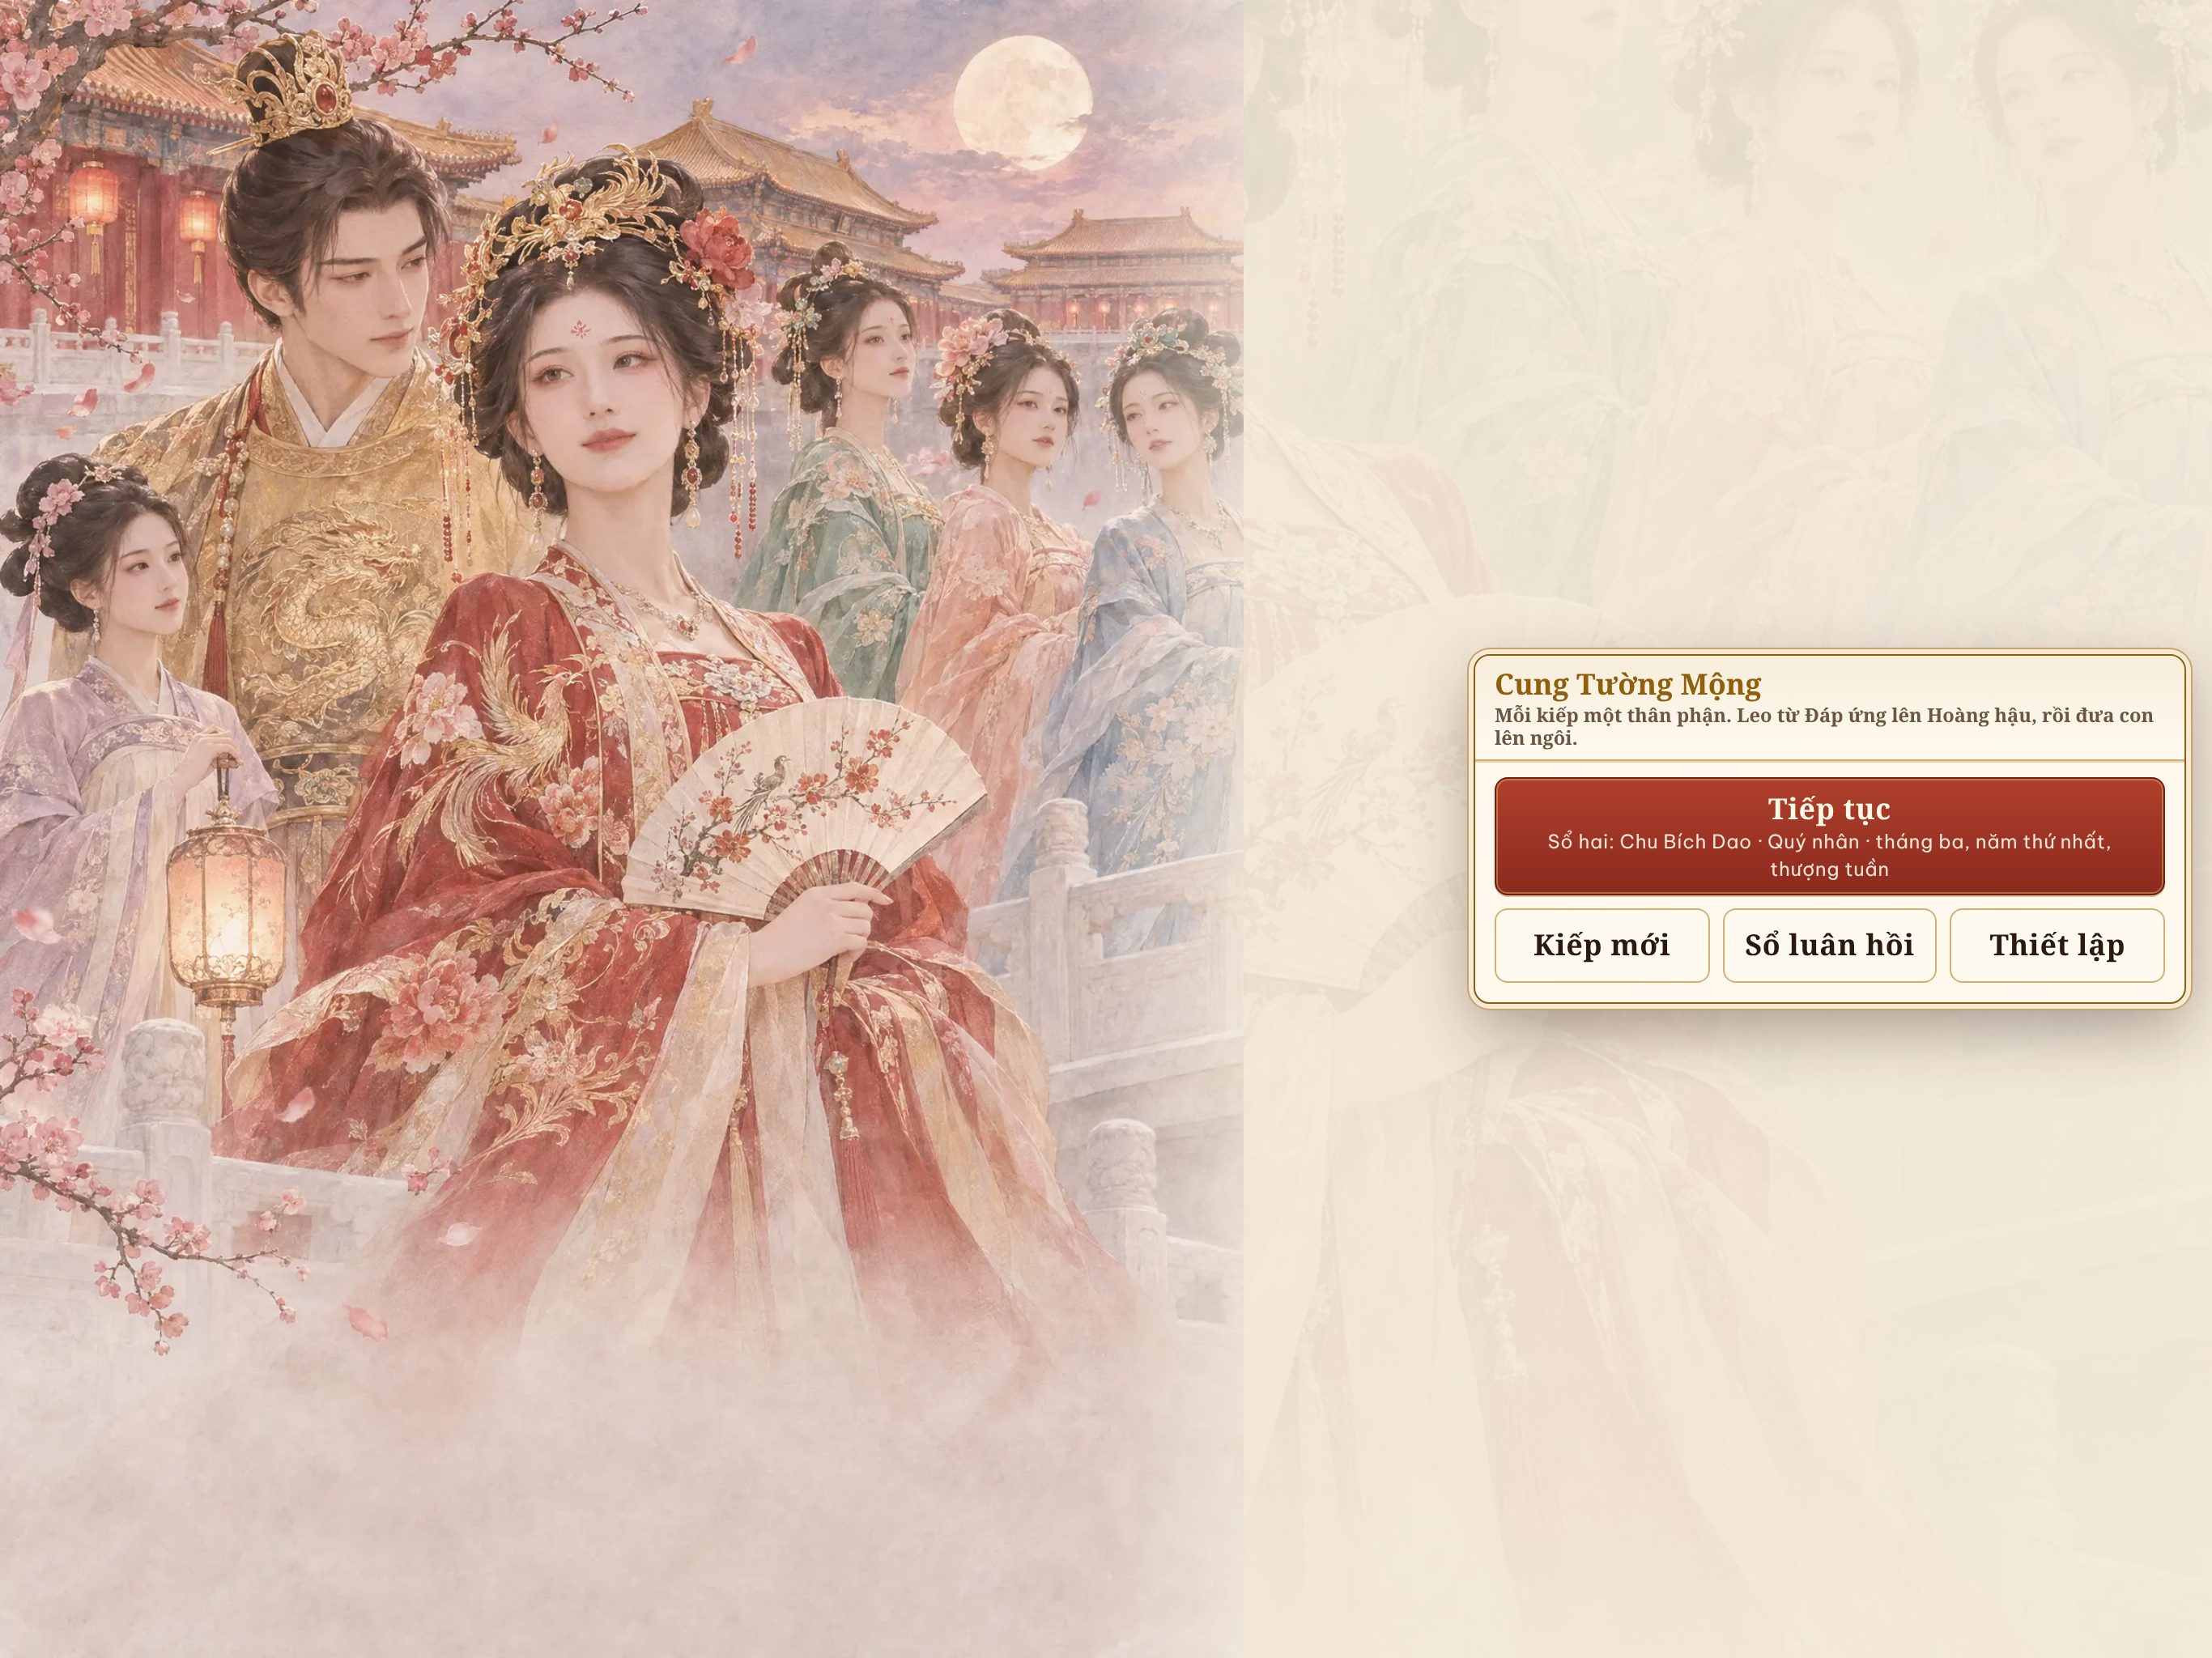 Cung Tường Mộng
Mỗi kiếp một thân phận. Leo từ Đáp ứng lên Hoàng hậu, rồi đưa con
lên ngôi.
Tiếp tục
Sổ hai: Chu Bích Dao · Quý nhân · tháng ba, năm thứ nhất,
thượng tuần
Kiếp mới
Sổ luân hồi
Thiết lập